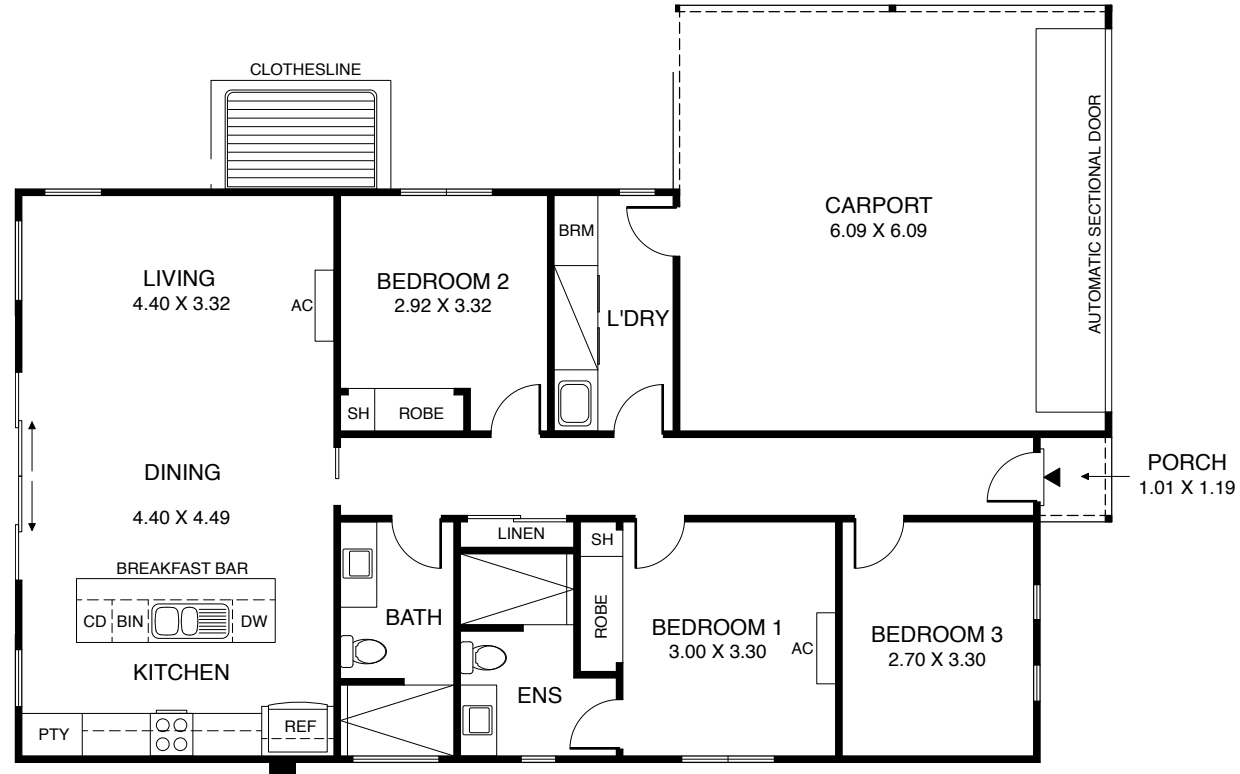 CLOTHESLINE
AUTOMATIC SECTIONAL DOOR
CARPORT
6.09 X 6.09
BRM
LIVING
4.40 X 3.32
AC
BEDROOM 2
2.92 X 3.32
L'DRY
SH
ROBE
DINING
4.40 X 4.49
PORCH
1.01 X 1.19
LINEN
SH
ROBE
BREAKFAST BAR
CD
BIN
DW
BATH
BEDROOM 1
3.00 X 3.30
AC
BEDROOM 3
2.70 X 3.30
KITCHEN
ENS
PTY
REF